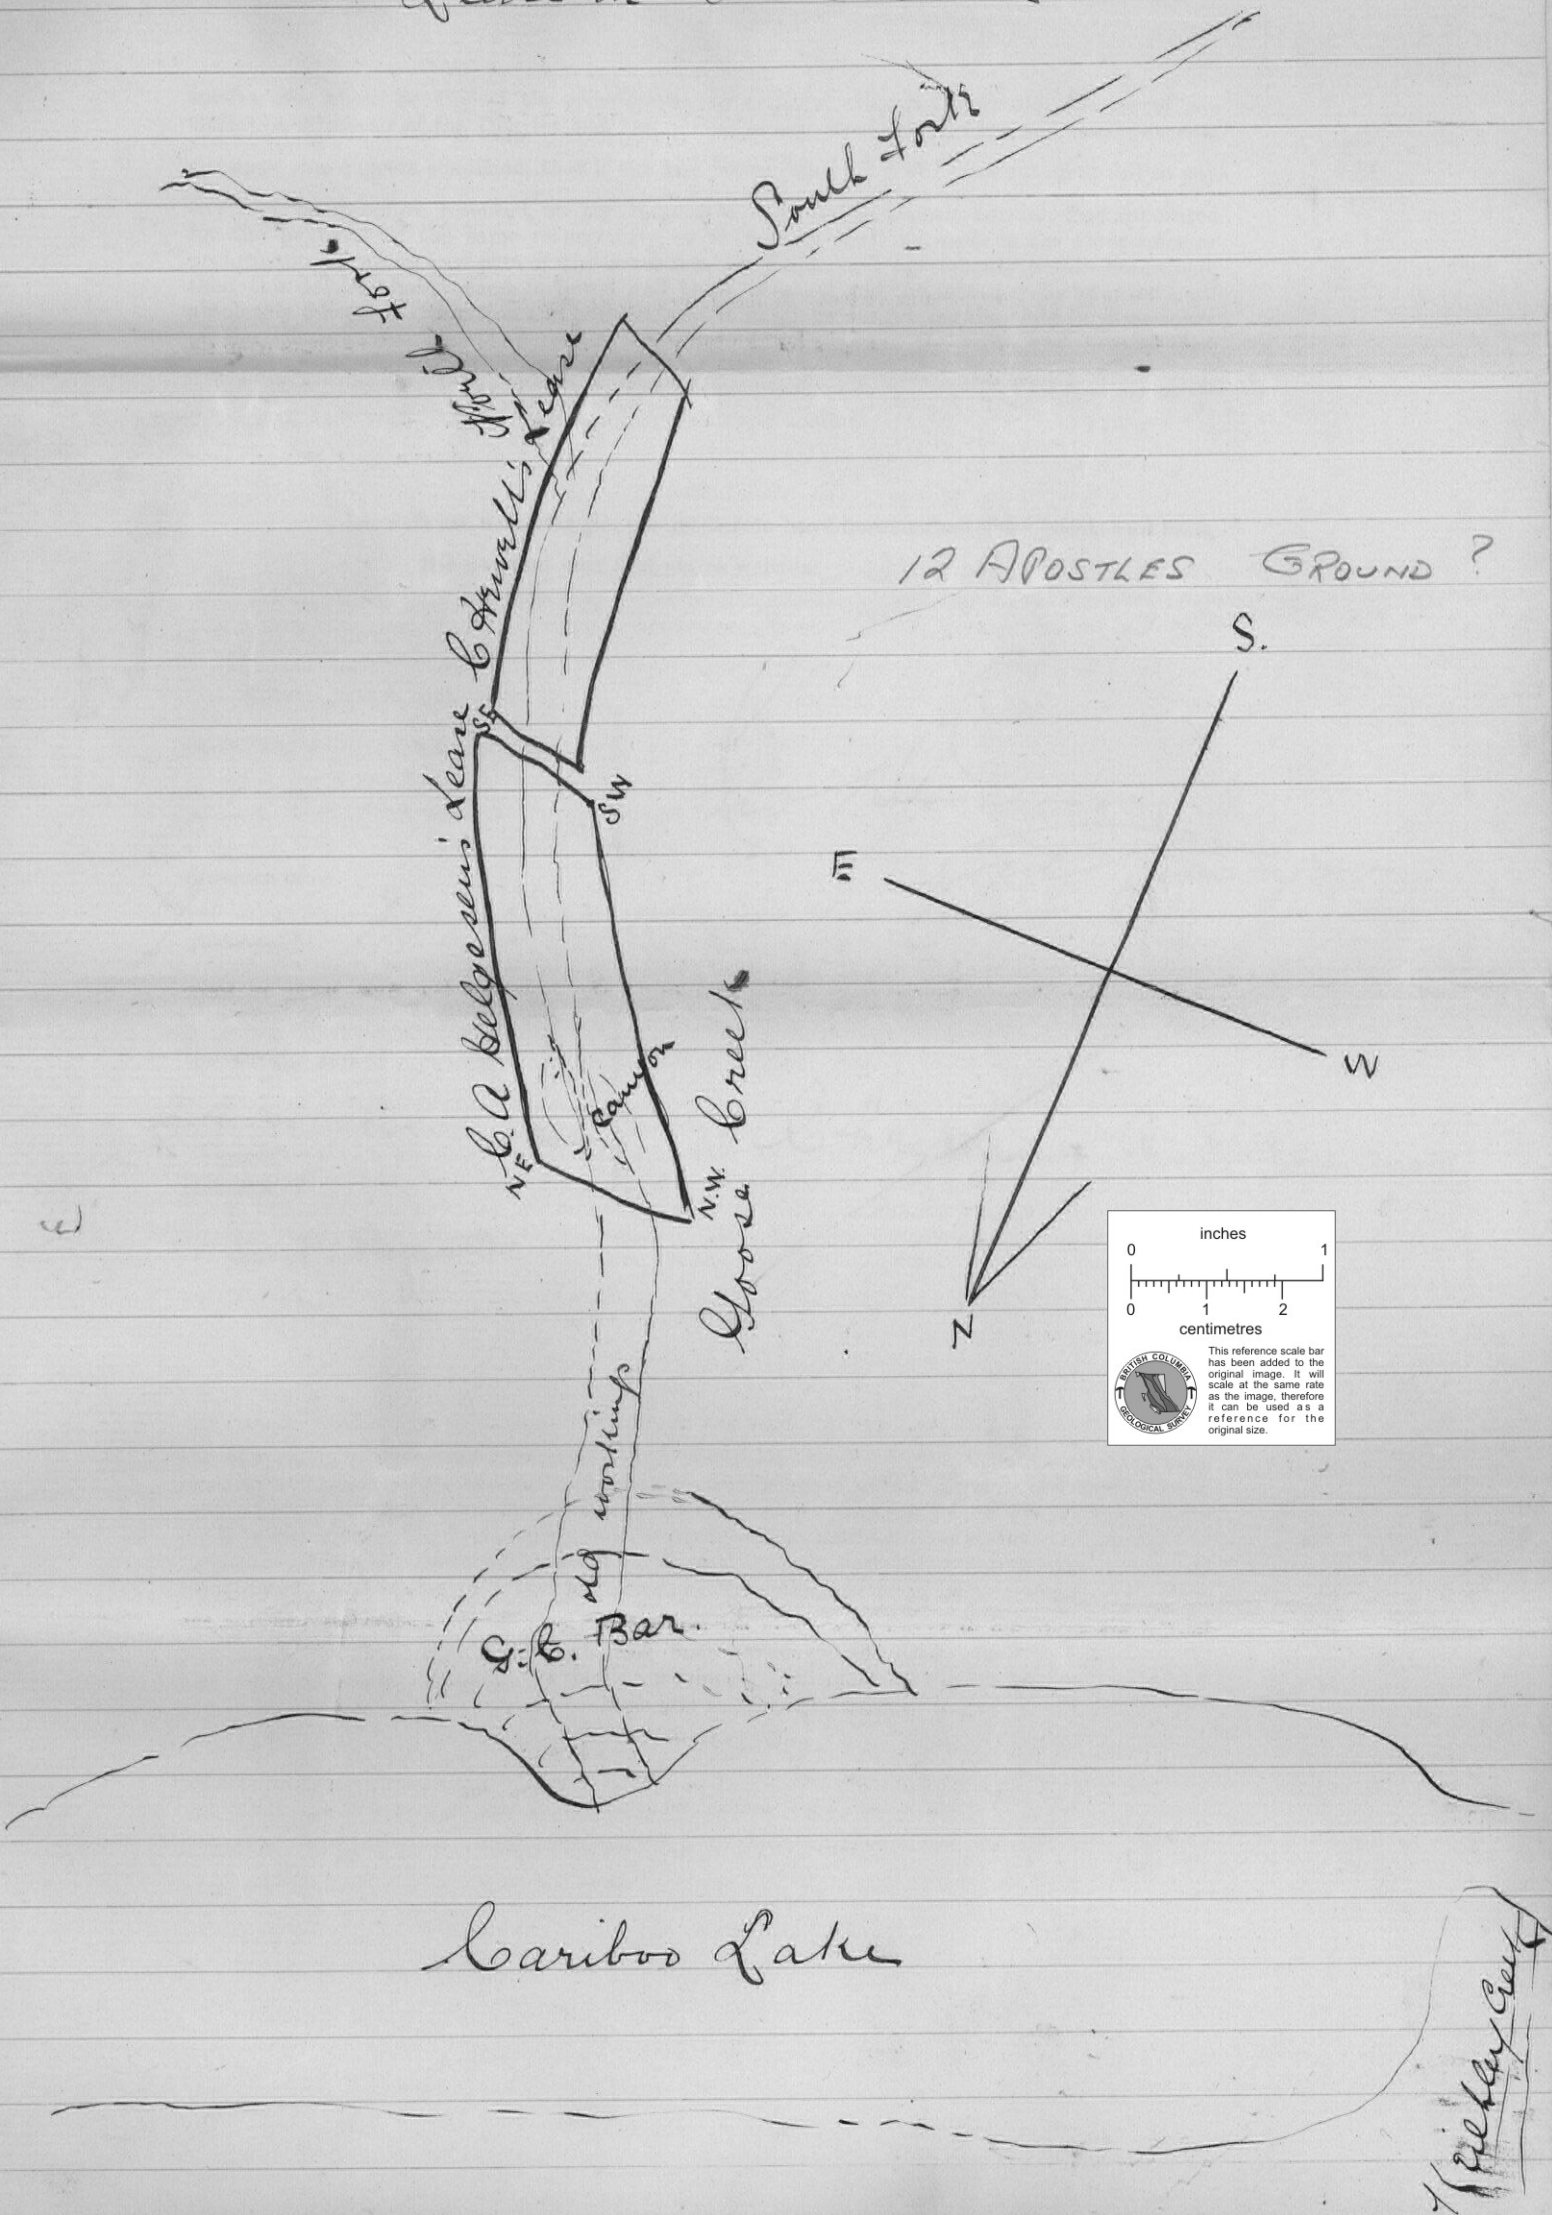 South Fork
North Fork
C Hewell's Lease
12 APOSTLES GROUND ?
S.
SE
C. A Helgesen's Lease
SW
E
W
Canyon
NE
N.W.
Goose Creek
N
inches
0 1
0 1 2
centimetres
This reference scale bar
has been added to the
original image. It will
scale at the same rate
as the image, therefore
it can be used as a
reference for the
original size.
BRITISH COLUMBIA
GEOLOGICAL SURVEY
old workings
G. C. Bar.
Cariboo Lake
Keithley Creek